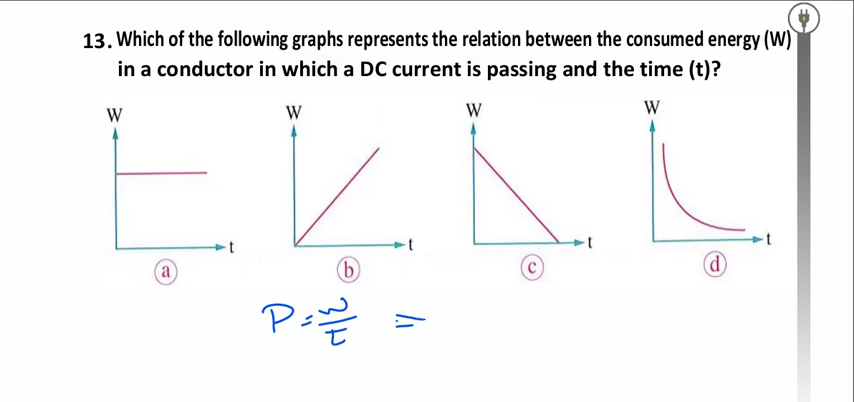 13. Which of the following graphs represents the relation between the consumed energy (W)
in a conductor in which a DC current is passing and the time (t)?
W W W W
t t t t
a b c d
P = W/t =